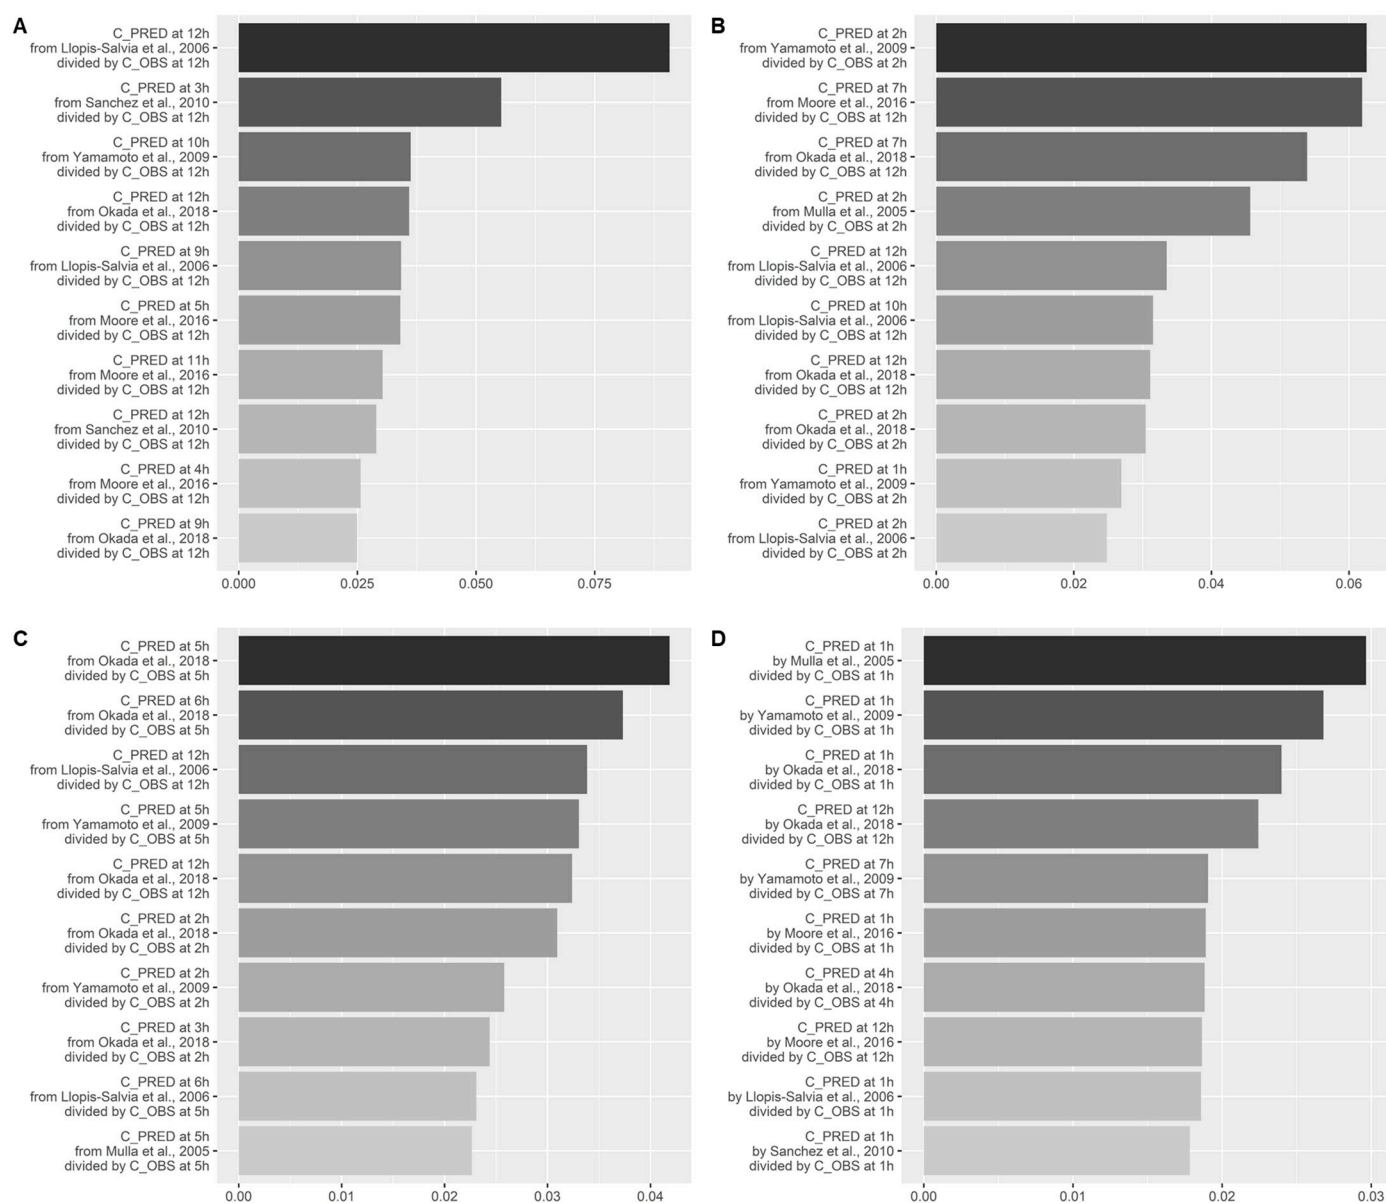 A
C_PRED at 12h
from Llopis-Salvia et al., 2006
divided by C_OBS at 12h
C_PRED at 3h
from Sanchez et al., 2010
divided by C_OBS at 12h
C_PRED at 10h
from Yamamoto et al., 2009
divided by C_OBS at 12h
C_PRED at 12h
from Okada et al., 2018
divided by C_OBS at 12h
C_PRED at 9h
from Llopis-Salvia et al., 2006
divided by C_OBS at 12h
C_PRED at 5h
from Moore et al., 2016
divided by C_OBS at 12h
C_PRED at 11h
from Moore et al., 2016
divided by C_OBS at 12h
C_PRED at 12h
from Sanchez et al., 2010
divided by C_OBS at 12h
C_PRED at 4h
from Moore et al., 2016
divided by C_OBS at 12h
C_PRED at 9h
from Okada et al., 2018
divided by C_OBS at 12h
0.000 0.025 0.050 0.075
B
C_PRED at 2h
from Yamamoto et al., 2009
divided by C_OBS at 2h
C_PRED at 7h
from Moore et al., 2016
divided by C_OBS at 12h
C_PRED at 7h
from Okada et al., 2018
divided by C_OBS at 12h
C_PRED at 2h
from Mulla et al., 2005
divided by C_OBS at 2h
C_PRED at 12h
from Llopis-Salvia et al., 2006
divided by C_OBS at 12h
C_PRED at 10h
from Llopis-Salvia et al., 2006
divided by C_OBS at 12h
C_PRED at 12h
from Okada et al., 2018
divided by C_OBS at 12h
C_PRED at 2h
from Okada et al., 2018
divided by C_OBS at 2h
C_PRED at 1h
from Yamamoto et al., 2009
divided by C_OBS at 2h
C_PRED at 2h
from Llopis-Salvia et al., 2006
divided by C_OBS at 2h
0.00 0.02 0.04 0.06
C
C_PRED at 5h
from Okada et al., 2018
divided by C_OBS at 5h
C_PRED at 6h
from Okada et al., 2018
divided by C_OBS at 5h
C_PRED at 12h
from Llopis-Salvia et al., 2006
divided by C_OBS at 12h
C_PRED at 5h
from Yamamoto et al., 2009
divided by C_OBS at 5h
C_PRED at 12h
from Okada et al., 2018
divided by C_OBS at 12h
C_PRED at 2h
from Okada et al., 2018
divided by C_OBS at 2h
C_PRED at 2h
from Yamamoto et al., 2009
divided by C_OBS at 2h
C_PRED at 3h
from Okada et al., 2018
divided by C_OBS at 2h
C_PRED at 6h
from Llopis-Salvia et al., 2006
divided by C_OBS at 5h
C_PRED at 5h
from Mulla et al., 2005
divided by C_OBS at 5h
0.00 0.01 0.02 0.03 0.04
D
C_PRED at 1h
by Mulla et al., 2005
divided by C_OBS at 1h
C_PRED at 1h
by Yamamoto et al., 2009
divided by C_OBS at 1h
C_PRED at 1h
by Okada et al., 2018
divided by C_OBS at 1h
C_PRED at 12h
by Okada et al., 2018
divided by C_OBS at 12h
C_PRED at 7h
by Yamamoto et al., 2009
divided by C_OBS at 7h
C_PRED at 1h
by Moore et al., 2016
divided by C_OBS at 1h
C_PRED at 4h
by Okada et al., 2018
divided by C_OBS at 4h
C_PRED at 12h
by Moore et al., 2016
divided by C_OBS at 12h
C_PRED at 1h
by Llopis-Salvia et al., 2006
divided by C_OBS at 1h
C_PRED at 1h
by Sanchez et al., 2010
divided by C_OBS at 1h
0.00 0.01 0.02 0.03